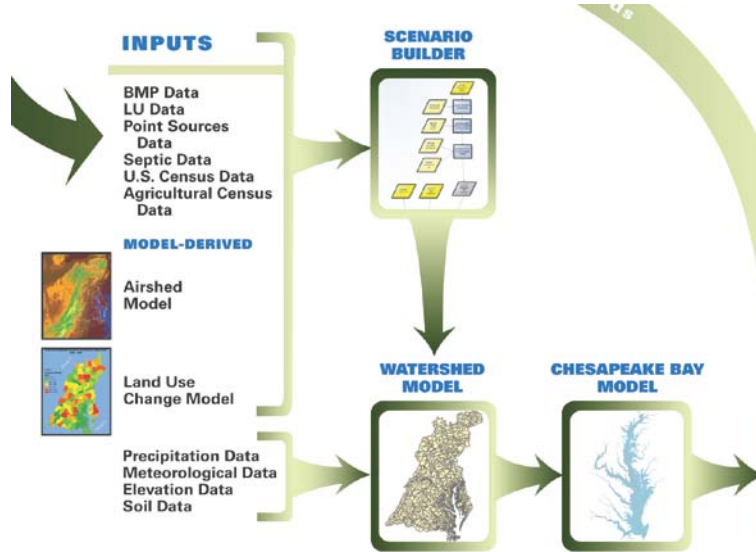 INPUTS
BMP Data
LU Data
Point Sources
Data
Septic Data
U.S. Census Data
Agricultural Census
Data
MODEL-DERIVED
Airshed
Model
Land Use
Change Model
Precipitation Data
Meteorological Data
Elevation Data
Soil Data
SCENARIO
BUILDER
WATERSHED
MODEL
CHESAPEAKE BAY
MODEL